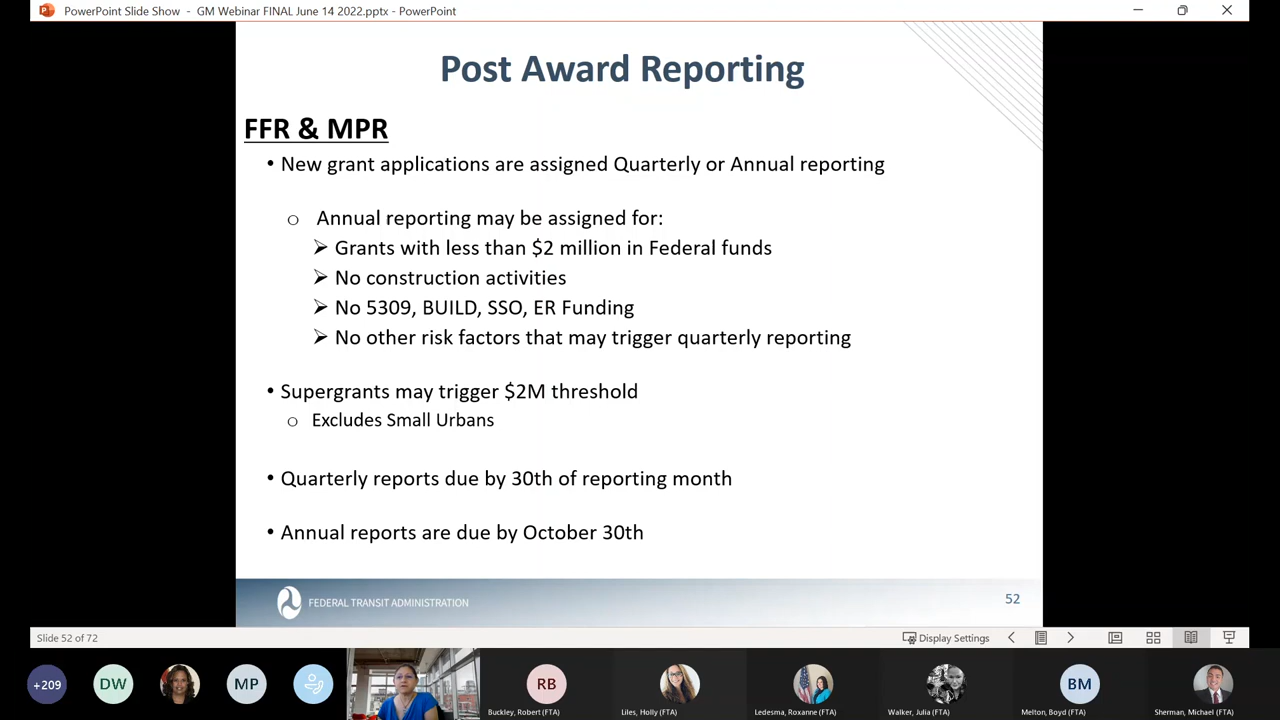 PowerPoint Slide Show - GM Webinar FINAL June 14 2022.pptx - PowerPoint
Post Award Reporting
FFR & MPR
• New grant applications are assigned Quarterly or Annual reporting
o Annual reporting may be assigned for:
➢ Grants with less than $2 million in Federal funds
➢ No construction activities
➢ No 5309, BUILD, SSO, ER Funding
➢ No other risk factors that may trigger quarterly reporting
• Supergrants may trigger $2M threshold
o Excludes Small Urbans
• Quarterly reports due by 30th of reporting month
• Annual reports are due by October 30th
FEDERAL TRANSIT ADMINISTRATION
52
Slide 52 of 72
Display Settings
+209
DW
MP
RB
BM
Buckley, Robert (FTA)
Liles, Holly (FTA)
Ledesma, Roxanne (FTA)
Walker, Julia (FTA)
Melton, Boyd (FTA)
Sherman, Michael (FTA)